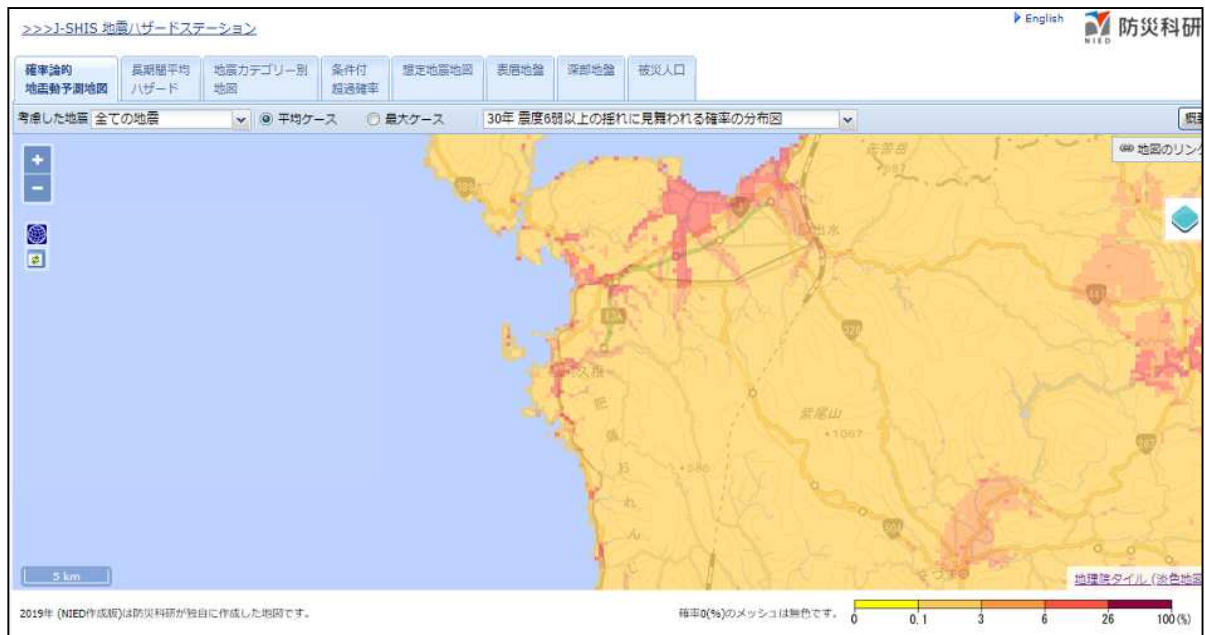 >>>J-SHIS 地震ハザードステーション
English
NIED
防災科研
確率論的
地震動予測地図
長期間平均
ハザード
地震カテゴリー別
地図
条件付
超過確率
想定地震地図
表層地盤
深部地盤
被災人口
考慮した地震 全ての地震
平均ケース
最大ケース
30年 震度6弱以上の揺れに見舞われる確率の分布図
地図のリン
+
-
出水
328
紫尾山
1067
5 km
地理院タイル (淡色地図
2019年 (NIED作成版)は防災科研が独自に作成した地図です。
確率0(%)のメッシュは無色です。
0 0.1 3 6 26 100(%)